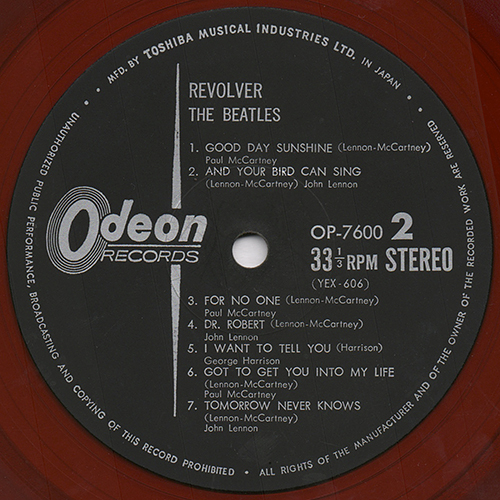 • MFD. BY TOSHIBA MUSICAL INDUSTRIES LTD. IN JAPAN •
REVOLVER
THE BEATLES
1. GOOD DAY SUNSHINE (Lennon-McCartney)
Paul McCartney
2. AND YOUR BIRD CAN SING
(Lennon-McCartney) John Lennon
Odeon
RECORDS
OP-7600 2
33 1/3 RPM STEREO
(YEX-606)
3. FOR NO ONE (Lennon-McCartney)
Paul McCartney
4. DR. ROBERT (Lennon-McCartney)
John Lennon
5. I WANT TO TELL YOU (Harrison)
George Harrison
6. GOT TO GET YOU INTO MY LIFE
(Lennon-McCartney)
Paul McCartney
7. TOMORROW NEVER KNOWS
(Lennon-McCartney)
John Lennon
UNAUTHORIZED PUBLIC PERFORMANCE, BROADCASTING AND COPYING OF THIS RECORD PROHIBITED • ALL RIGHTS OF THE MANUFACTURER AND OF THE OWNER OF THE RECORDED WORK ARE RESERVED